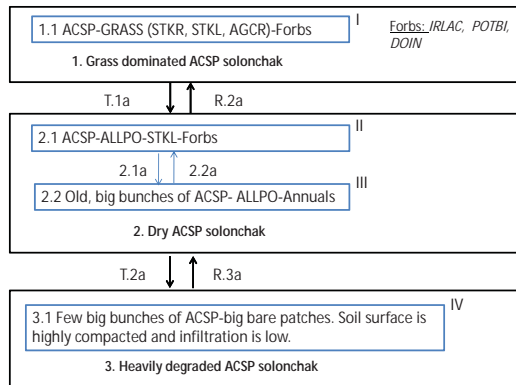 1.1 ACSP-GRASS (STKR, STKL, AGCR)-Forbs
I
Forbs: IRLAC, POTBI,
DOIN
1. Grass dominated ACSP solonchak
T.1a
R.2a
2.1 ACSP-ALLPO-STKL-Forbs
II
2.1a
2.2a
III
2.2 Old, big bunches of ACSP- ALLPO-Annuals
2. Dry ACSP solonchak
T.2a
R.3a
3.1 Few big bunches of ACSP-big bare patches. Soil surface is
highly compacted and infiltration is low.
IV
3. Heavily degraded ACSP solonchak